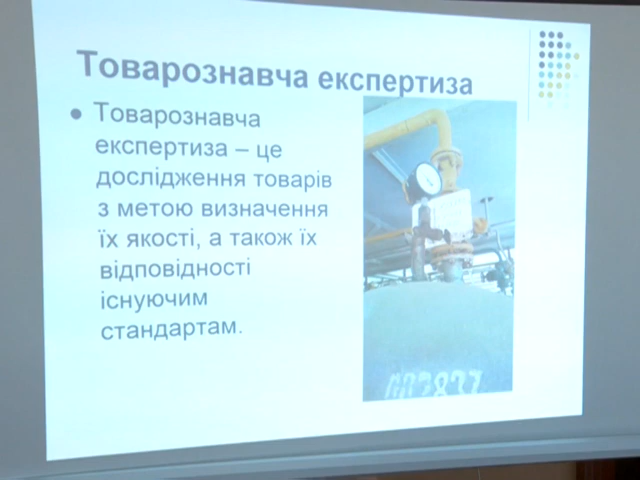 Товарознавча експертиза
● Товарознавча
експертиза – це
дослідження товарів
з метою визначення
їх якості, а також їх
відповідності
існуючим
стандартам.